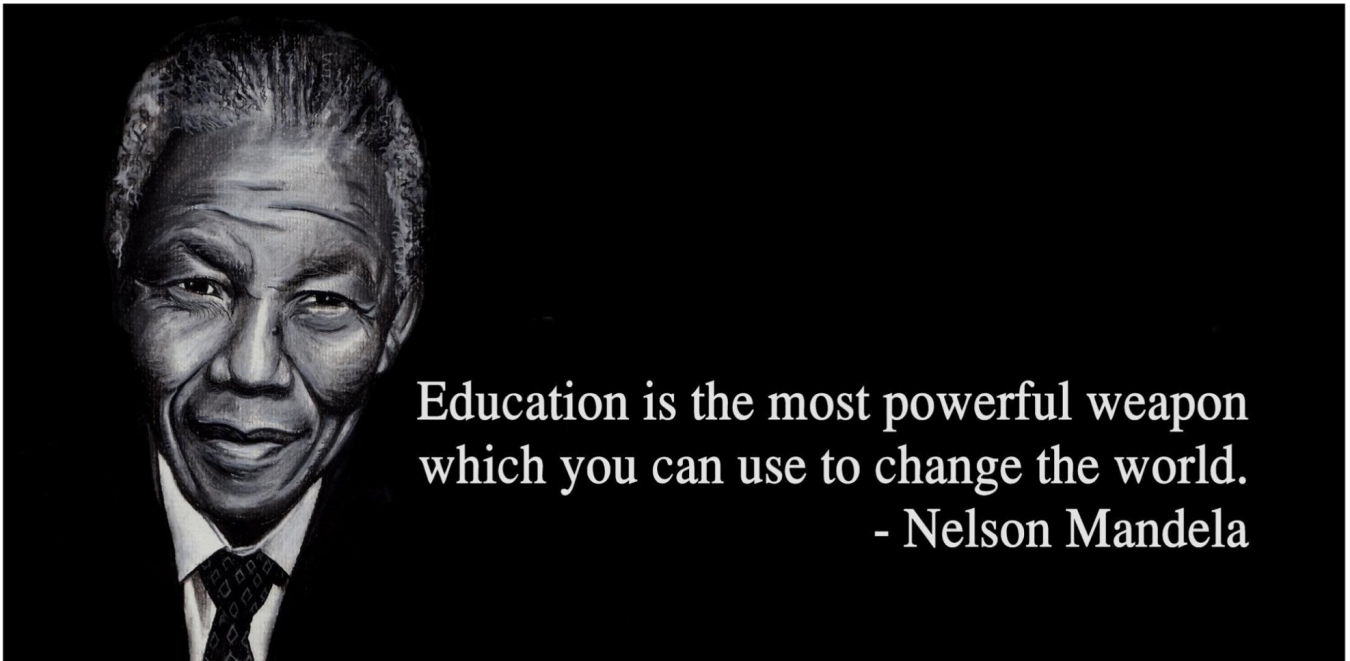 Education is the most powerful weapon
which you can use to change the world.
- Nelson Mandela